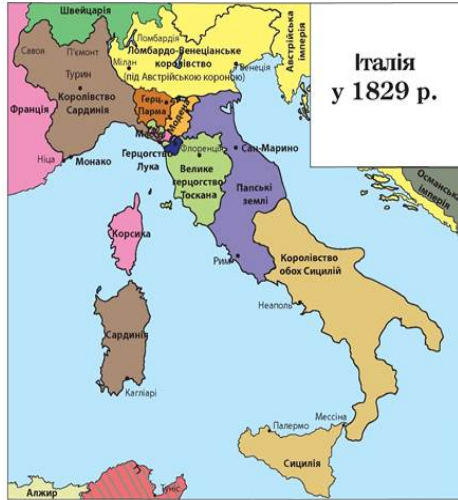 Італія
у 1829 р.
Швейцарія
Ломбардія
Савоя
П'ємонт
Ломбардо-Венеціанське
королівство
Мілан
(під Австрійською короною)
Венеція
Австрійська
імперія
Турин
Королівство
Сардинія
Герц.
Парма
Модена
Франція
Ніца
Монако
Герцогство
Лука
Флоренція
Сан-Марино
Велике
герцогство
Тоскана
Папські
землі
Османська
імперія
Корсика
Рим
Королівство
обох Сицилій
Неаполь
Сардинія
Кагліарі
Палермо
Мессіна
Сицилія
Алжир
Туніс